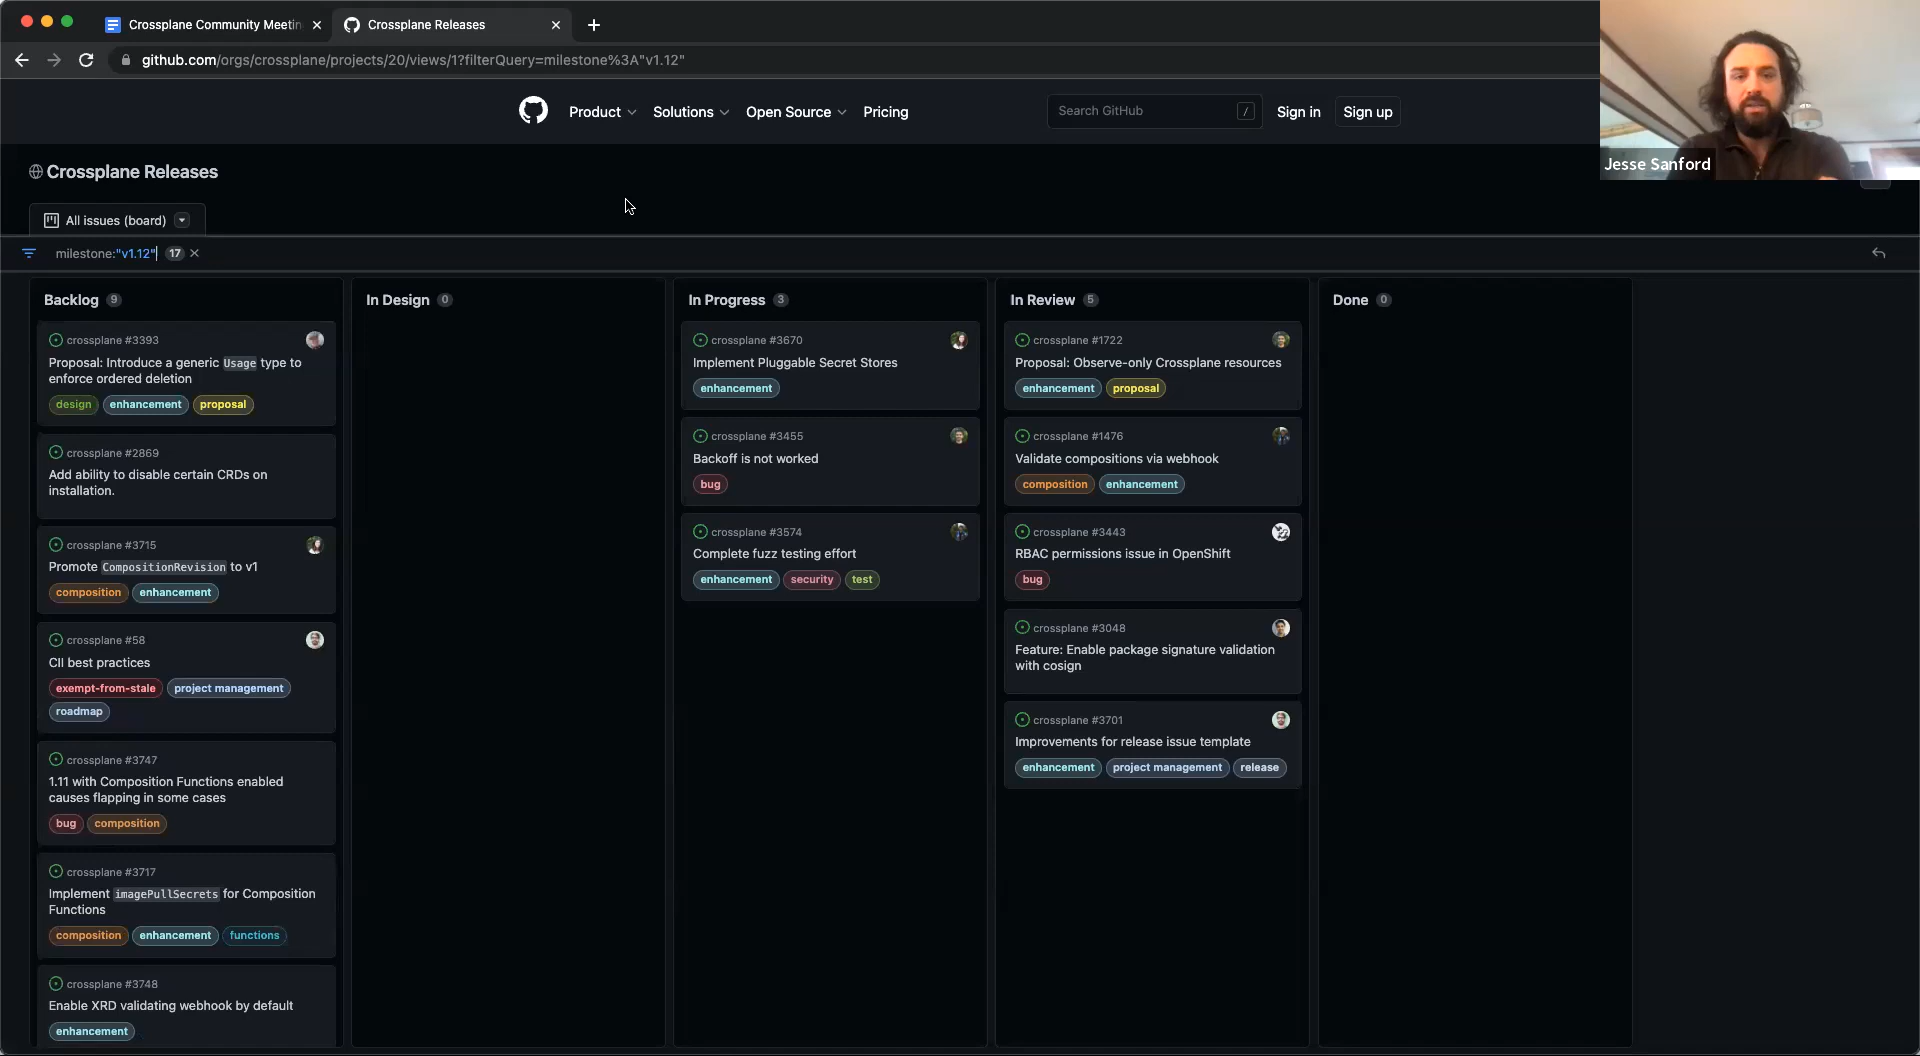 Crossplane Community Meetin
Crossplane Releases
github.com/orgs/crossplane/projects/20/views/1?filterQuery=milestone%3A"v1.12"
Product
Solutions
Open Source
Pricing
Search GitHub
/
Sign in
Sign up
Jesse Sanford
Crossplane Releases
All issues (board)
milestone:"v1.12" 17
Backlog 9
crossplane #3393
Proposal: Introduce a generic Usage type to
enforce ordered deletion
design enhancement proposal
crossplane #2869
Add ability to disable certain CRDs on
installation.
crossplane #3715
Promote CompositionRevision to v1
composition enhancement
crossplane #58
CII best practices
exempt-from-stale project management
roadmap
crossplane #3747
1.11 with Composition Functions enabled
causes flapping in some cases
bug composition
crossplane #3717
Implement imagePullSecrets for Composition
Functions
composition enhancement functions
crossplane #3748
Enable XRD validating webhook by default
enhancement
In Design 0
In Progress 3
crossplane #3670
Implement Pluggable Secret Stores
enhancement
crossplane #3455
Backoff is not worked
bug
crossplane #3574
Complete fuzz testing effort
enhancement security test
In Review 5
crossplane #1722
Proposal: Observe-only Crossplane resources
enhancement proposal
crossplane #1476
Validate compositions via webhook
composition enhancement
crossplane #3443
RBAC permissions issue in OpenShift
bug
crossplane #3048
Feature: Enable package signature validation
with cosign
crossplane #3701
Improvements for release issue template
enhancement project management release
Done 0